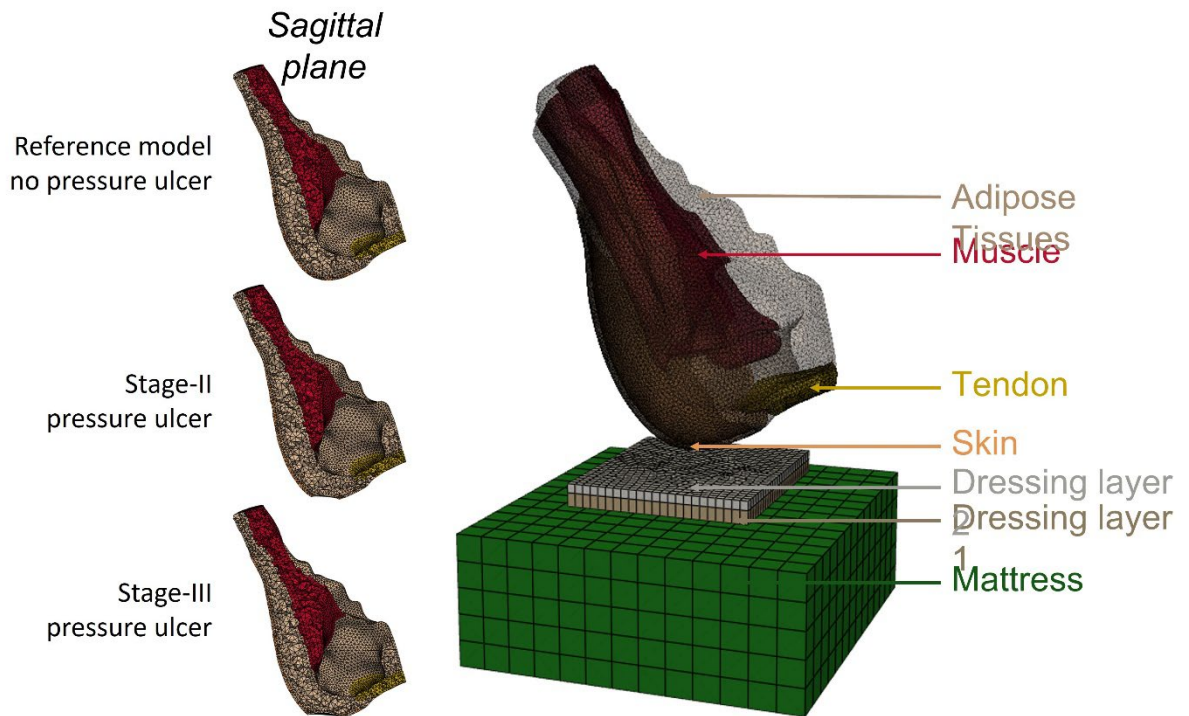 Sagittal
plane
Reference model
no pressure ulcer
Stage-II
pressure ulcer
Stage-III
pressure ulcer
Adipose
Tissues
Muscle
Tendon
Skin
Dressing layer
2
Dressing layer
1
Mattress